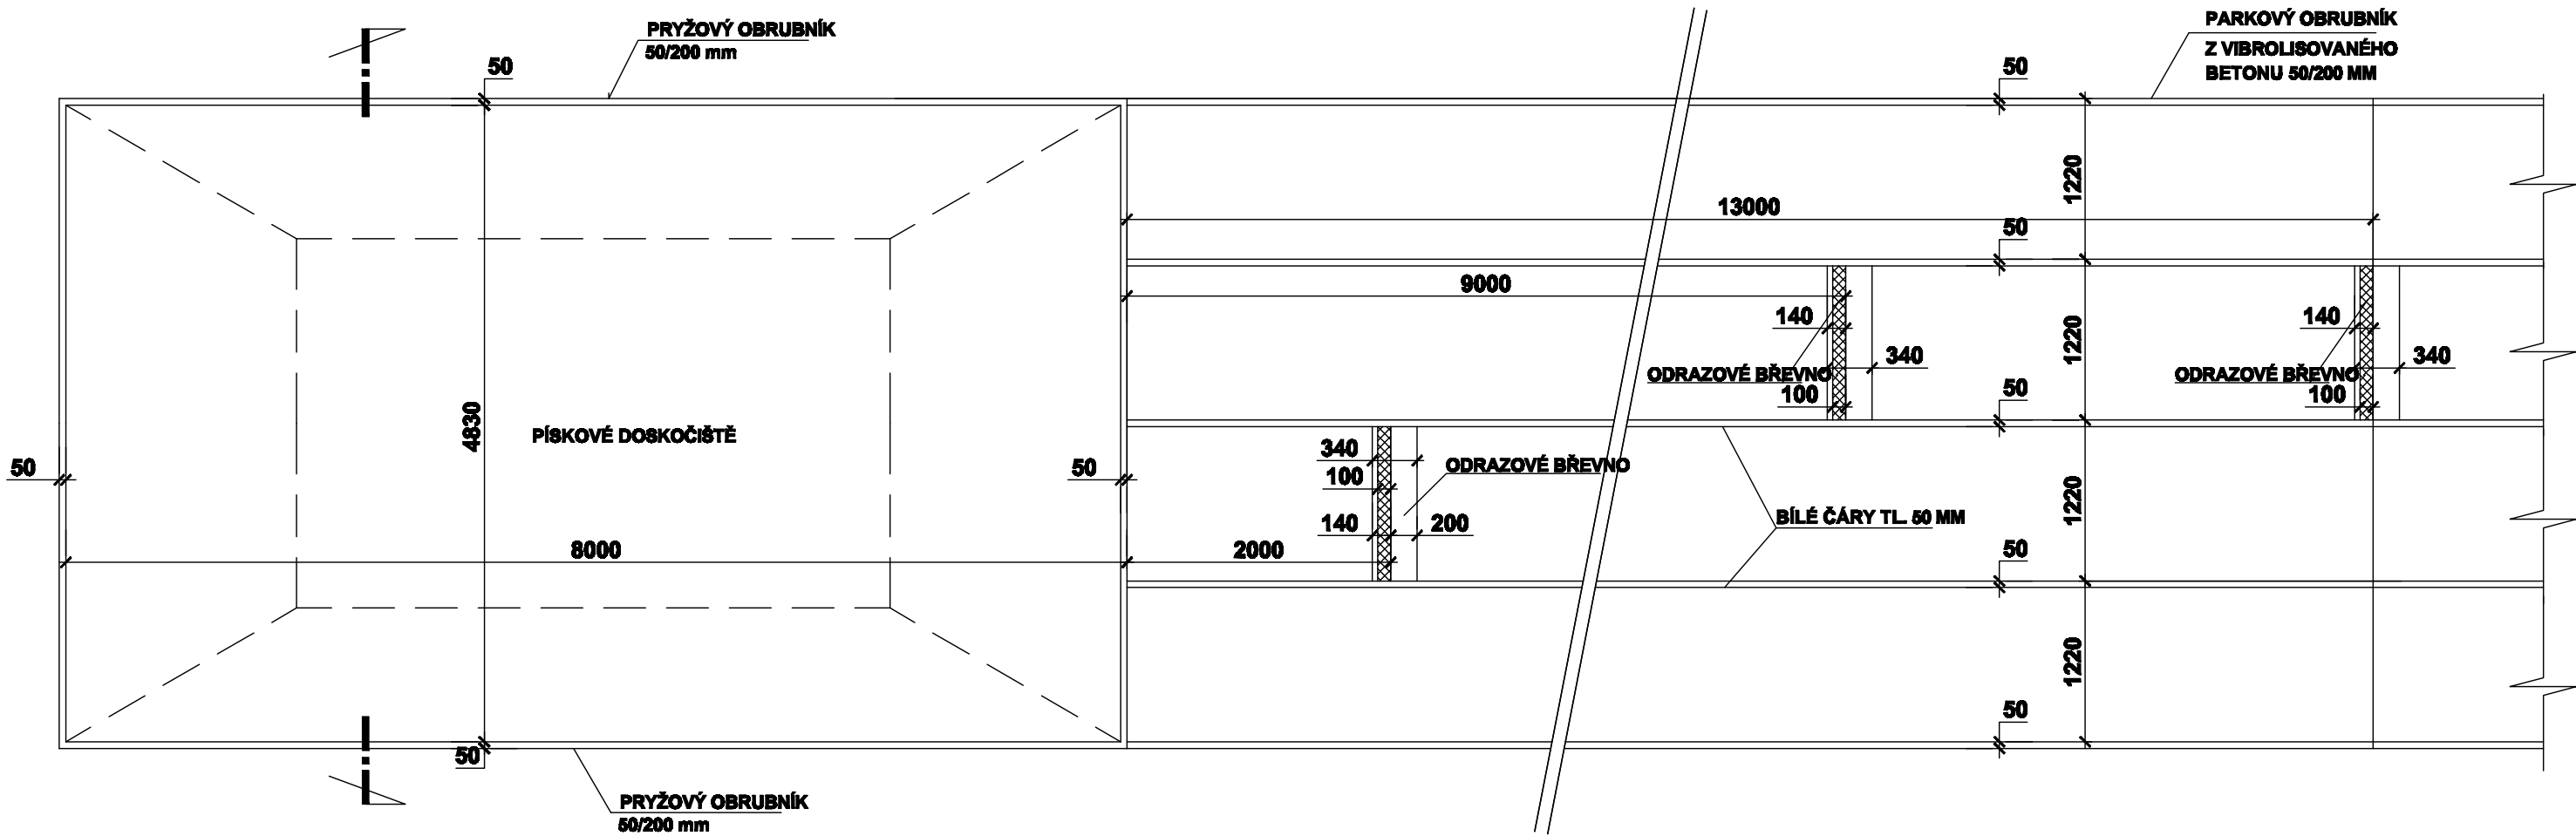 PRYŽOVÝ OBRUBNÍK
50/200 mm
PARKOVÝ OBRUBNÍK
Z VIBROLISOVANÉHO
BETONU 50/200 MM
50
50
1220
13000
50
9000
140
340
ODRAZOVÉ BŘEVNO
100
1220
140
340
ODRAZOVÉ BŘEVNO
100
50
4830
PÍSKOVÉ DOSKOČIŠTĚ
50
50
340
100
140
200
ODRAZOVÉ BŘEVNO
BÍLÉ ČÁRY TL. 50 MM
1220
8000
2000
50
1220
50
50
PRYŽOVÝ OBRUBNÍK
50/200 mm